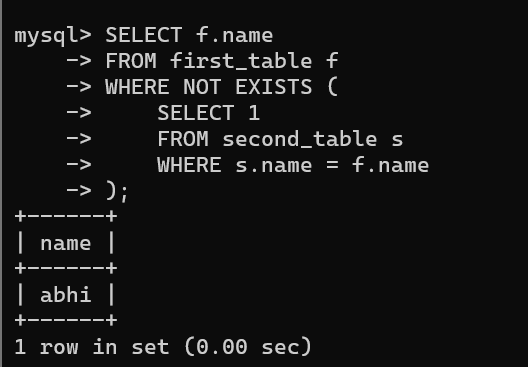 mysql> SELECT f.name
    -> FROM first_table f
    -> WHERE NOT EXISTS (
    ->     SELECT 1
    ->     FROM second_table s
    ->     WHERE s.name = f.name
    -> );
+------+
| name |
+------+
| abhi |
+------+
1 row in set (0.00 sec)